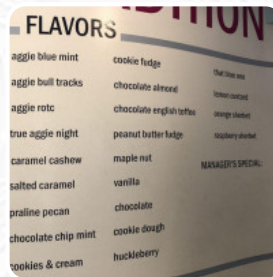 DITION
FLAVORS
aggie blue mint
aggie bull tracks
aggie rotc
true aggie night
caramel cashew
salted caramel
praline pecan
chocolate chip mint
cookies & cream
cookie fudge
chocolate almond
chocolate english toffee
peanut butter fudge
maple nut
vanilla
chocolate
cookie dough
huckleberry
lemon custard
orange sherbet
raspberry sherbet
MANAGER'S SPECIAL: